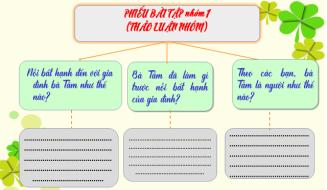 PHIẾU BÀI TẬP nhóm 1
(THẢO LUẬN NHÓM)
Nỗi bất hạnh đến với gia
đình bà Tâm như thế
nào?
Bà Tâm đã làm gì
trước nỗi bất hạnh
của gia đình?
Theo các bạn, bà
Tâm là người như thế
nào?